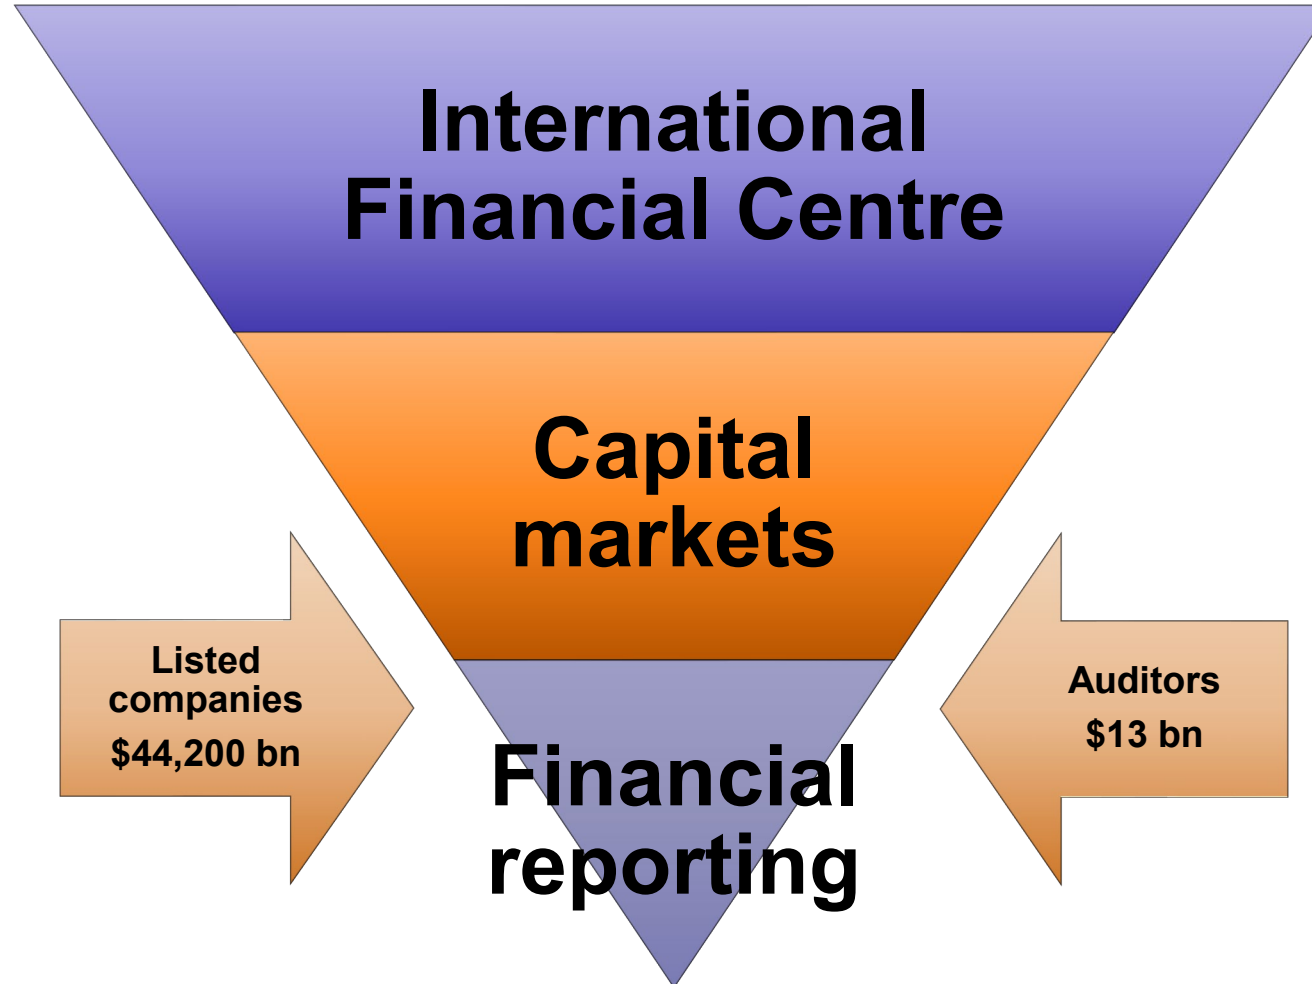 International
Financial Centre
Capital
markets
Listed
companies
$44,200 bn
Auditors
$13 bn
Financial
reporting